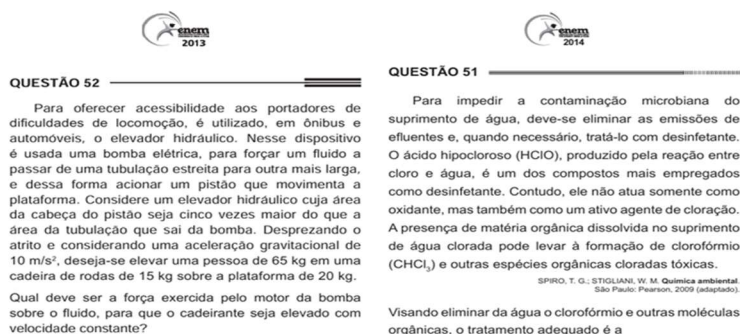 enem
2013
QUESTÃO 52
Para oferecer acessibilidade aos portadores de
dificuldades de locomoção, é utilizado, em ônibus e
automóveis, o elevador hidráulico. Nesse dispositivo
é usada uma bomba elétrica, para forçar um fluido a
passar de uma tubulação estreita para outra mais larga,
e dessa forma acionar um pistão que movimenta a
plataforma. Considere um elevador hidráulico cuja área
da cabeça do pistão seja cinco vezes maior do que a
área da tubulação que sai da bomba. Desprezando o
atrito e considerando uma aceleração gravitacional de
10 m/s², deseja-se elevar uma pessoa de 65 kg em uma
cadeira de rodas de 15 kg sobre a plataforma de 20 kg.
Qual deve ser a força exercida pelo motor da bomba
sobre o fluido, para que o cadeirante seja elevado com
velocidade constante?
enem
2014
QUESTÃO 51
Para impedir a contaminação microbiana do
suprimento de água, deve-se eliminar as emissões de
efluentes e, quando necessário, tratá-lo com desinfetante.
O ácido hipocloroso (HClO), produzido pela reação entre
cloro e água, é um dos compostos mais empregados
como desinfetante. Contudo, ele não atua somente como
oxidante, mas também como um ativo agente de cloração.
A presença de matéria orgânica dissolvida no suprimento
de água clorada pode levar à formação de clorofórmio
(CHCl₃) e outras espécies orgânicas cloradas tóxicas.
SPIRO, T. G.; STIGLIANI, W. M. Química ambiental.
São Paulo: Pearson, 2009 (adaptado).
Visando eliminar da água o clorofórmio e outras moléculas
orgânicas, o tratamento adequado é a